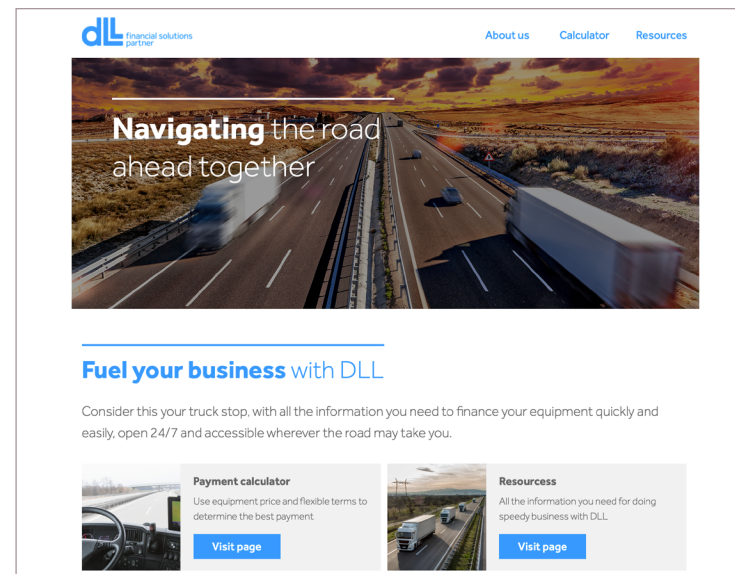 dll financial solutions
partner
About us Calculator Resources
Navigating the road
ahead together
Fuel your business with DLL
Consider this your truck stop, with all the information you need to finance your equipment quickly and
easily, open 24/7 and accessible wherever the road may take you.
Payment calculator
Use equipment price and flexible terms to
determine the best payment
Visit page
Resourcess
All the information you need for doing
speedy business with DLL
Visit page